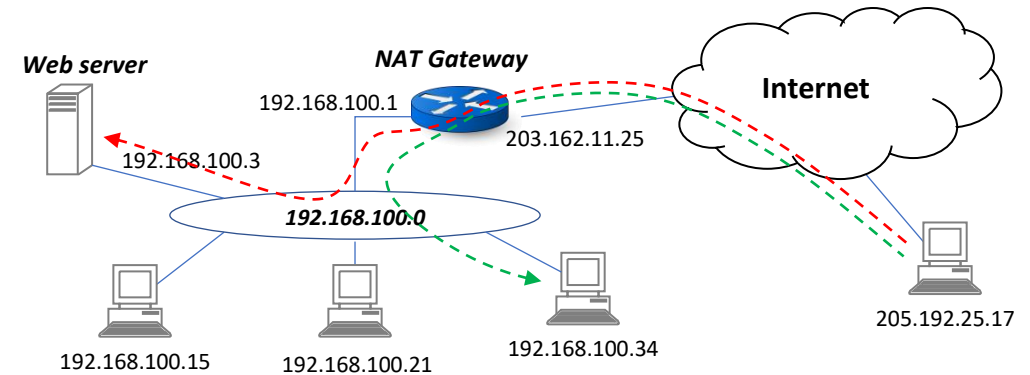 Web server
NAT Gateway
Internet
192.168.100.1
203.162.11.25
192.168.100.3
192.168.100.0
192.168.100.15
192.168.100.21
192.168.100.34
205.192.25.17